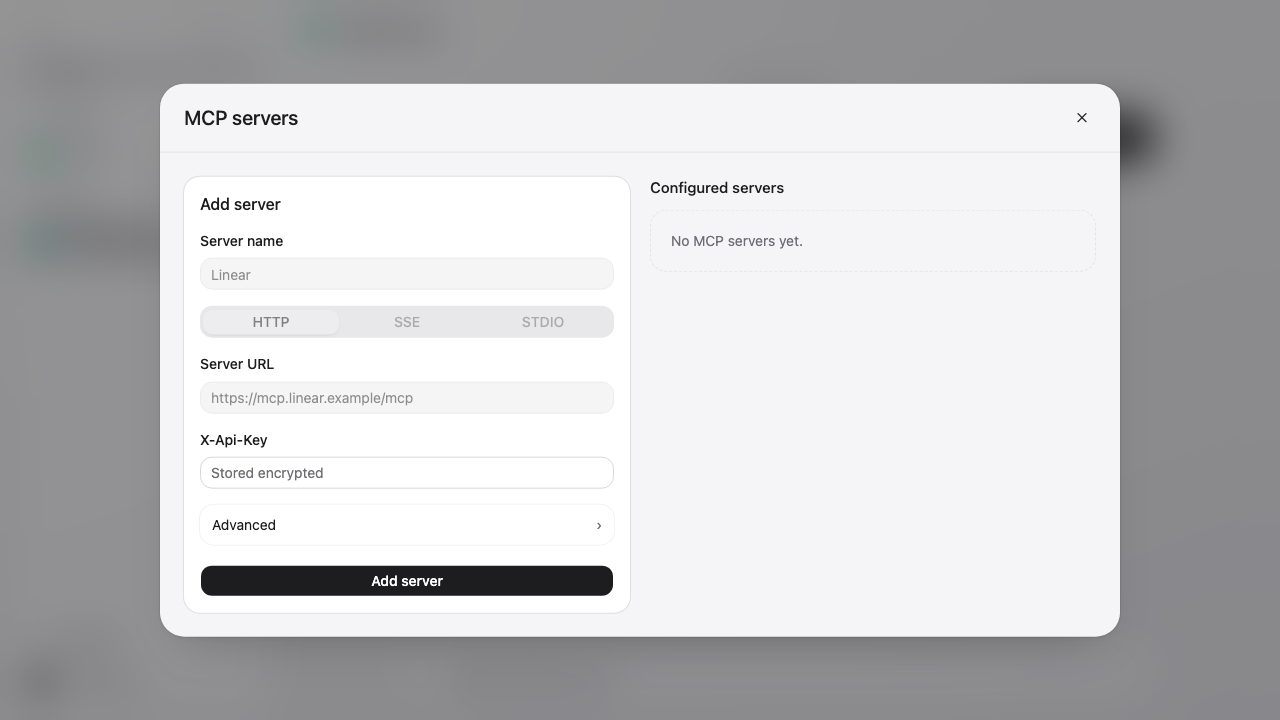 MCP servers
Add server
Server name
Linear
HTTP
SSE
STDIO
Server URL
https://mcp.linear.example/mcp
X-Api-Key
Stored encrypted
Advanced
Add server
Configured servers
No MCP servers yet.